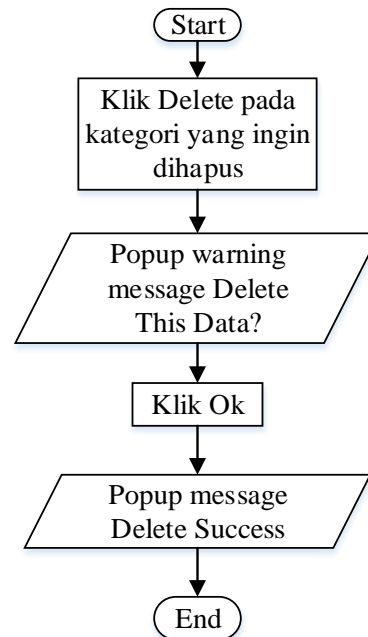 Start
Klik Delete pada
kategori yang ingin
dihapus
Popup warning
message Delete
This Data?
Klik Ok
Popup message
Delete Success
End